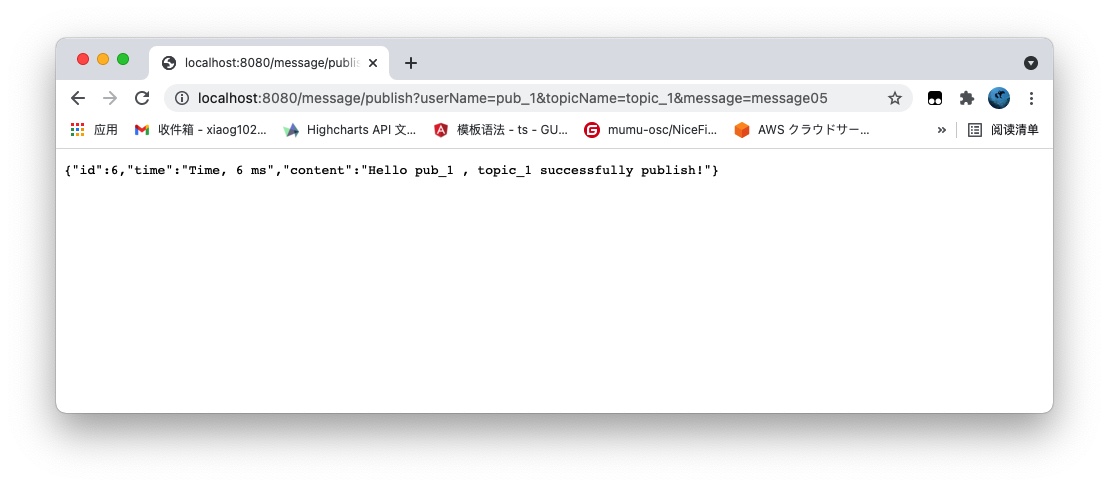 localhost:8080/message/publis
localhost:8080/message/publish?userName=pub_1&topicName=topic_1&message=message05
应用 收件箱 - xiaog102... Highcharts API 文... 模板语法 - ts - GU... mumu-osc/NiceFi... AWS クラウドサー... » 阅读清单
{"id":6,"time":"Time, 6 ms","content":"Hello pub_1 , topic_1 successfully publish!"}